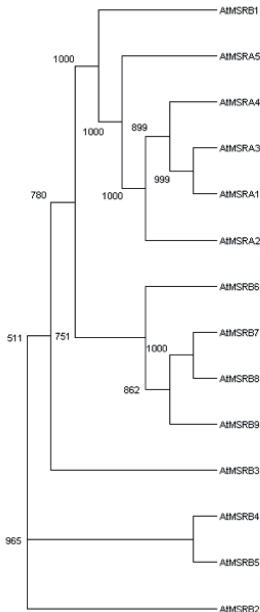 AtMSRB1
AtMSRA5
1000
AtMSRA4
899
1000
AtMSRA3
999
AtMSRA1
1000
780
AtMSRA2
AtMSRB6
AtMSRB7
511
751
1000
AtMSRB8
862
AtMSRB9
AtMSRB3
AtMSRB4
965
AtMSRB5
AtMSRB2